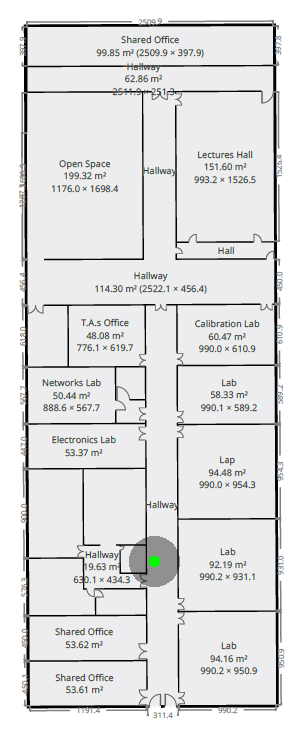 2509.9
Shared Office
99.85 m² (2509.9 × 397.9)
397.9
397.8
Hallway
62.86 m²
2511.9 × 251.3
Open Space
199.32 m²
1176.0 × 1698.4
Hallway
Lectures Hall
151.60 m²
993.2 × 1526.5
1526.4
Hall
Hallway
114.30 m² (2522.1 × 456.4)
456.4
450.0
T.A.s Office
48.08 m²
776.1 × 619.7
618.0
Calibration Lab
60.47 m²
990.0 × 610.9
610.9
Networks Lab
50.44 m²
888.6 × 567.7
567.7
Lab
58.33 m²
990.1 × 589.2
589.2
Electronics Lab
53.37 m²
447.0
Lap
94.48 m²
990.0 × 954.3
954.3
900.0
Hallway
Hallway
19.63 m²
630.1 × 434.3
576.3
Lab
92.19 m²
990.2 × 931.1
931.0
Shared Office
53.62 m²
450.0
Lab
94.16 m²
990.2 × 950.9
950.9
Shared Office
53.61 m²
450.1
1191.4
311.4
990.2